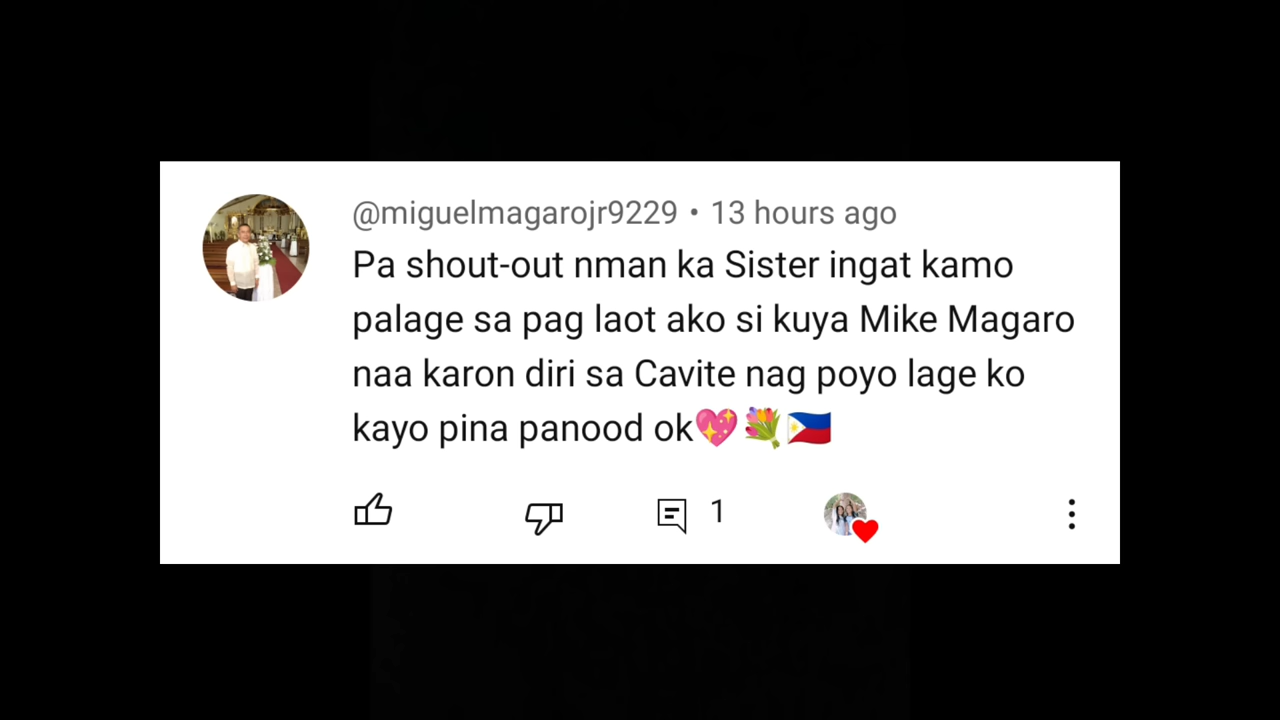 @miguelmagarojr9229 • 13 hours ago
Pa shout-out nman ka Sister ingat kamo
palage sa pag laot ako si kuya Mike Magaro
naa karon diri sa Cavite nag poyo lage ko
kayo pina panood ok💖💐🇵🇭
1